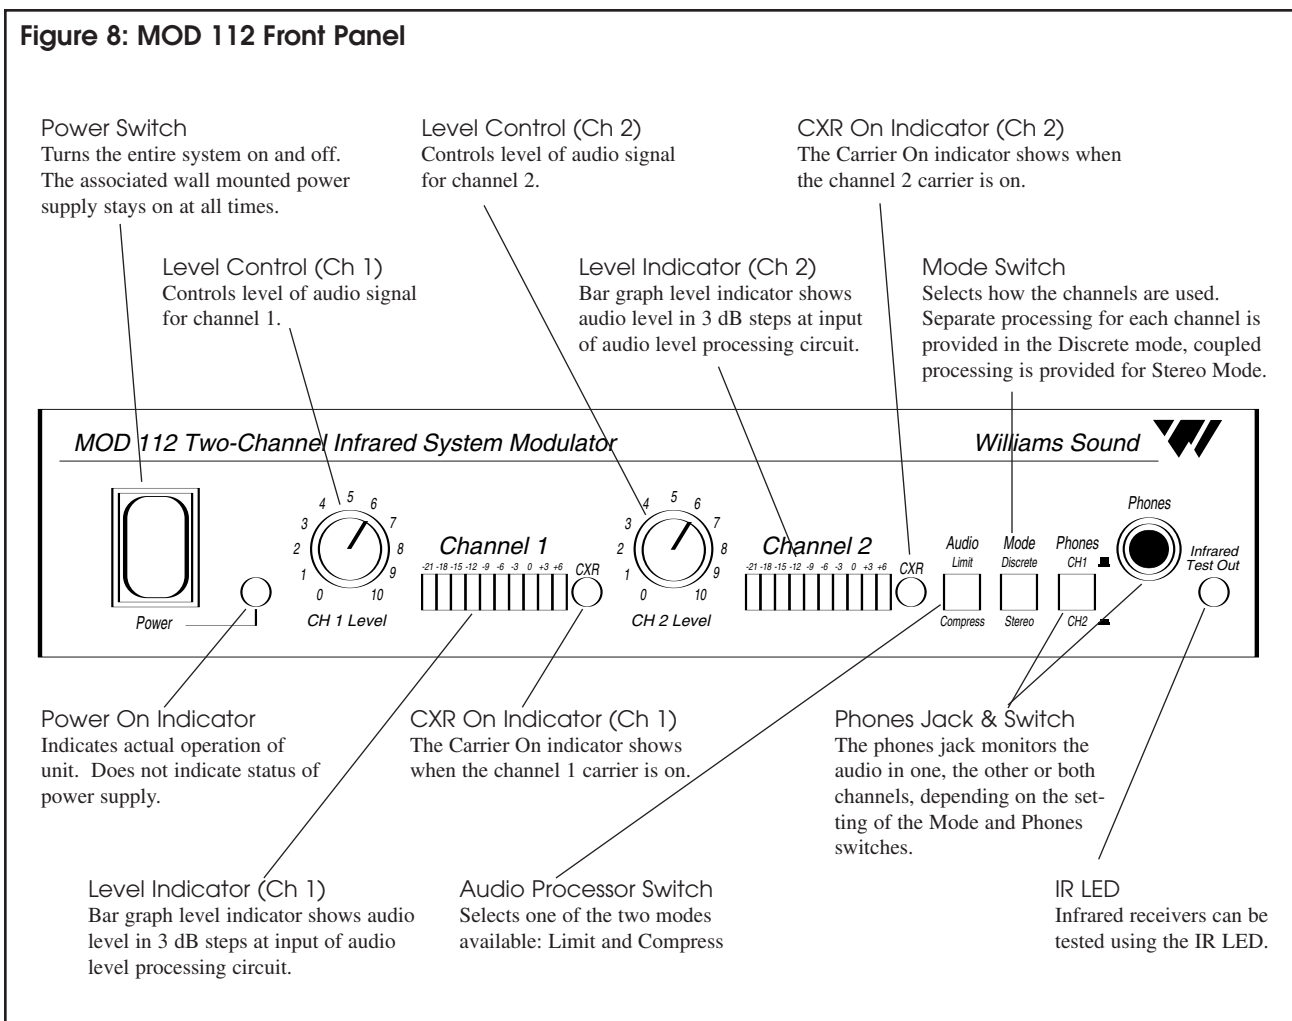 Figure 8: MOD 112 Front Panel
Power Switch
Turns the entire system on and off.
The associated wall mounted power
supply stays on at all times.
Level Control (Ch 2)
Controls level of audio signal
for channel 2.
CXR On Indicator (Ch 2)
The Carrier On indicator shows when
the channel 2 carrier is on.
Level Control (Ch 1)
Controls level of audio signal
for channel 1.
Level Indicator (Ch 2)
Bar graph level indicator shows
audio level in 3 dB steps at input
of audio level processing circuit.
Mode Switch
Selects how the channels are used.
Separate processing for each channel is
provided in the Discrete mode, coupled
processing is provided for Stereo Mode.
MOD 112 Two-Channel Infrared System Modulator
Williams Sound
Power
0 1 2 3 4 5 6 7 8 9 10
CH 1 Level
Channel 1
-21 -18 -15 -12 -9 -6 -3 0 +3 +6
CXR
0 1 2 3 4 5 6 7 8 9 10
CH 2 Level
Channel 2
-21 -18 -15 -12 -9 -6 -3 0 +3 +6
CXR
Audio
Limit
Compress
Mode
Discrete
Stereo
Phones
CH1
CH2
Phones
Infrared
Test Out
Power On Indicator
Indicates actual operation of
unit. Does not indicate status of
power supply.
CXR On Indicator (Ch 1)
The Carrier On indicator shows
when the channel 1 carrier is on.
Phones Jack & Switch
The phones jack monitors the
audio in one, the other or both
channels, depending on the set-
ting of the Mode and Phones
switches.
Level Indicator (Ch 1)
Bar graph level indicator shows audio
level in 3 dB steps at input of audio
level processing circuit.
Audio Processor Switch
Selects one of the two modes
available: Limit and Compress
IR LED
Infrared receivers can be
tested using the IR LED.